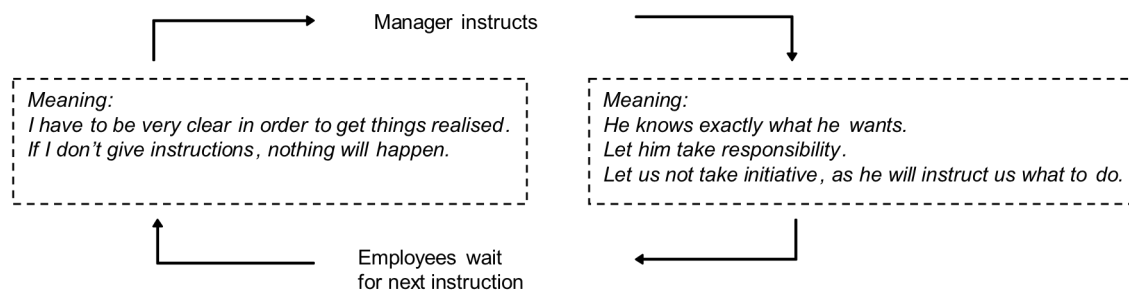 Manager instructs
Meaning:
I have to be very clear in order to get things realised.
If I don't give instructions, nothing will happen.
Meaning:
He knows exactly what he wants.
Let him take responsibility.
Let us not take initiative, as he will instruct us what to do.
Employees wait
for next instruction